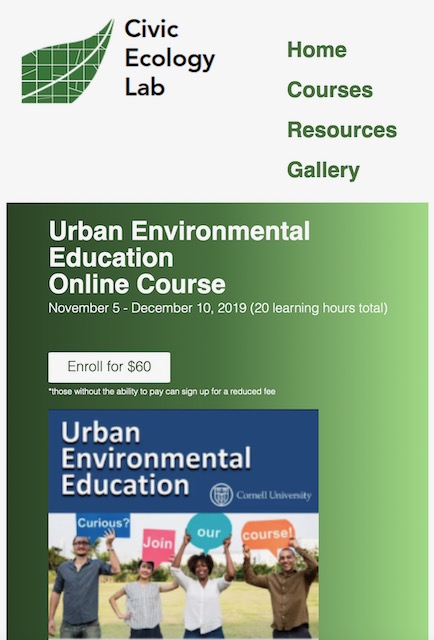 Civic
Ecology
Lab
Home
Courses
Resources
Gallery
Urban Environmental
Education
Online Course
November 5 - December 10, 2019 (20 learning hours total)
Enroll for $60
*those without the ability to pay can sign up for a reduced fee
Urban
Environmental
Education
Cornell University
Curious?
Join
our
course!